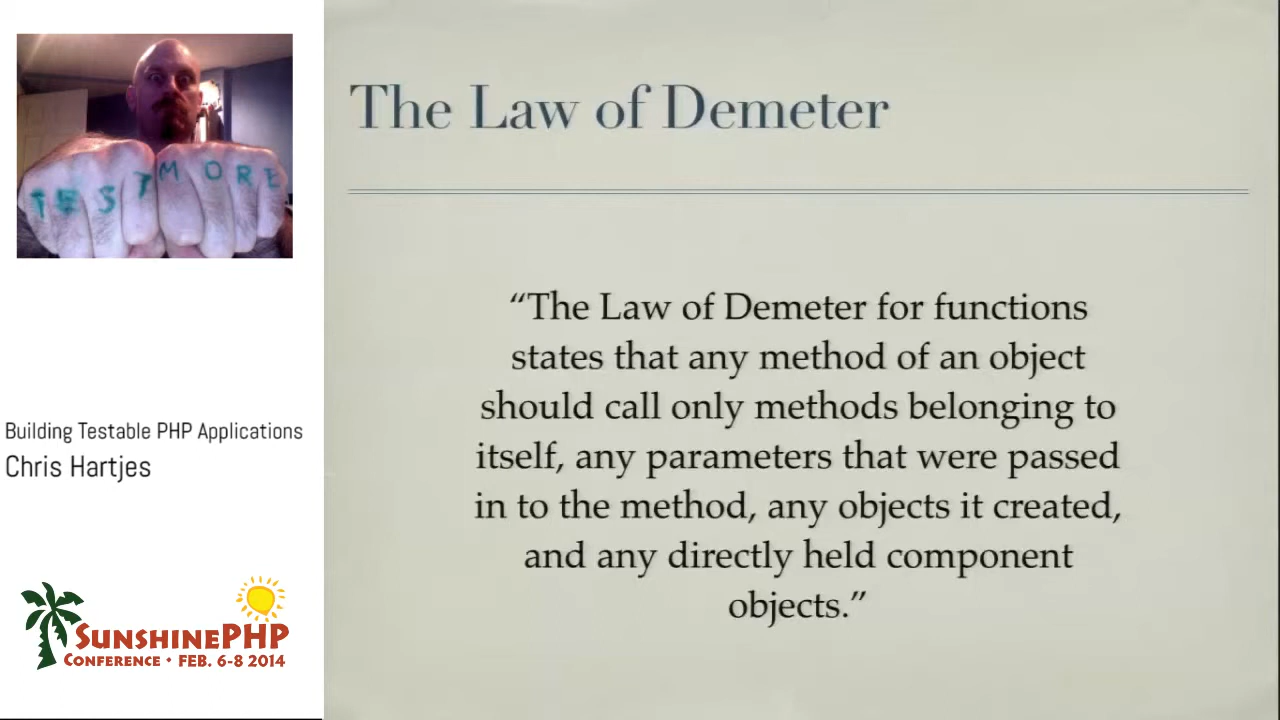 TEST MORE
Building Testable PHP Applications
Chris Hartjes
SUNSHINEPHP
CONFERENCE • FEB. 6-8 2014
The Law of Demeter
“The Law of Demeter for functions
states that any method of an object
should call only methods belonging to
itself, any parameters that were passed
in to the method, any objects it created,
and any directly held component
objects.”